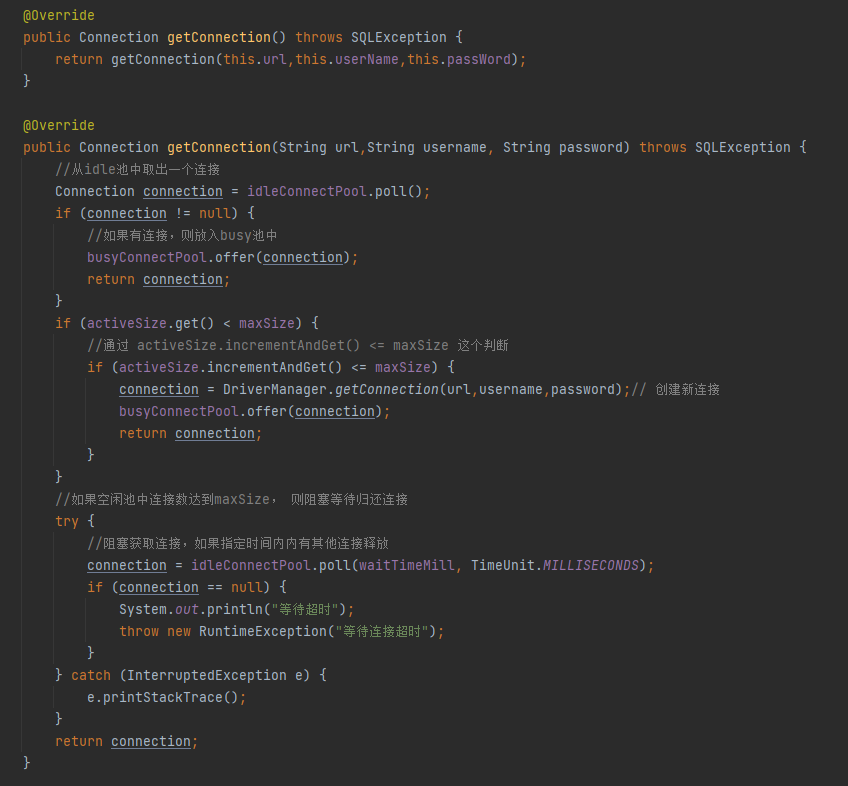 @Override
public Connection getConnection() throws SQLException {
return getConnection(this.url,this.userName,this.passWord);
}
@Override
public Connection getConnection(String url,String username, String password) throws SQLException {
//从idle池中取出一个连接
Connection connection = idleConnectPool.poll();
if (connection != null) {
//如果有连接，则放入busy池中
busyConnectPool.offer(connection);
return connection;
}
if (activeSize.get() < maxSize) {
//通过 activeSize.incrementAndGet() <= maxSize 这个判断
if (activeSize.incrementAndGet() <= maxSize) {
connection = DriverManager.getConnection(url,username,password);// 创建新连接
busyConnectPool.offer(connection);
return connection;
}
}
//如果空闲池中连接数达到maxSize， 则阻塞等待归还连接
try {
//阻塞获取连接，如果指定时间内内有其他连接释放
connection = idleConnectPool.poll(waitTimeMill, TimeUnit.MILLISECONDS);
if (connection == null) {
System.out.println("等待超时");
throw new RuntimeException("等待连接超时");
}
} catch (InterruptedException e) {
e.printStackTrace();
}
return connection;
}